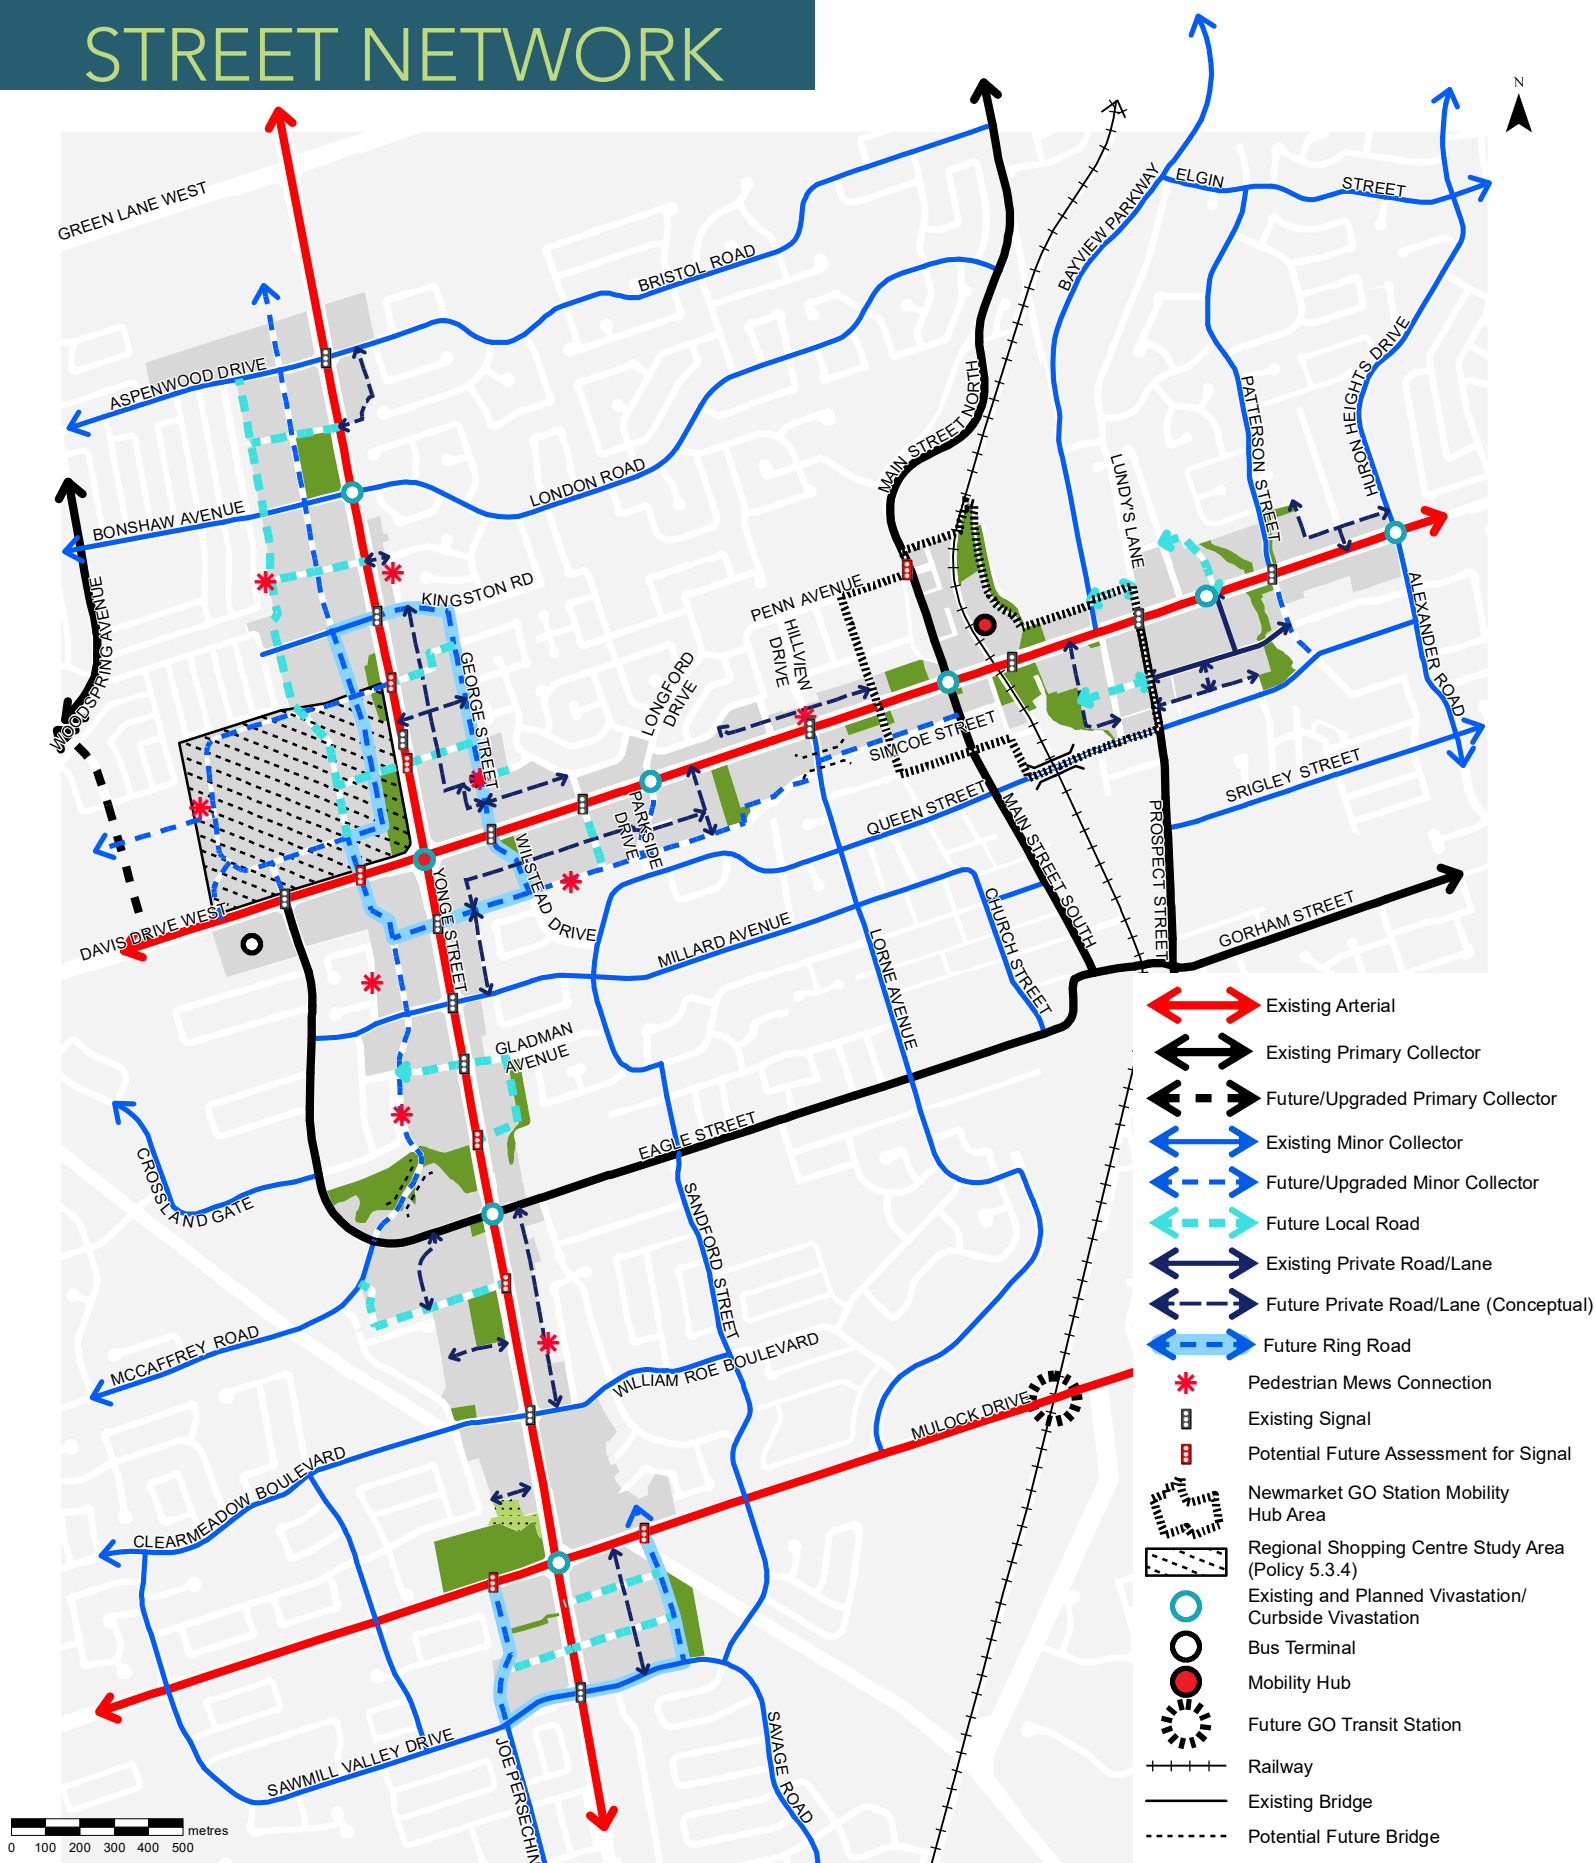 STREET NETWORK
N
GREEN LANE WEST
BAYVIEW PARKWAY
ELGIN
STREET
BRISTOL ROAD
ASPENWOOD DRIVE
MAIN STREET NORTH
PATTERSON STREET
HURON HEIGHTS DRIVE
LONDON ROAD
BONSHAW AVENUE
LUNDY'S LANE
WOODSPRING AVENUE
KINGSTON RD
PENN AVENUE
HILLVIEW
DRIVE
ALEXANDER ROAD
GEORGE STREET
LONGFORD
DRIVE
SIMCOE STREET
SRIGLEY STREET
QUEEN STREET
PARKSIDE
DRIVE
MAIN STREET SOUTH
PROSPECT STREET
WILSTEAD DRIVE
YONGE STREET
DAVIS DRIVE WEST
MILLARD AVENUE
CHURCH STREET
GORHAM STREET
LORNE AVENUE
GLADMAN
AVENUE
EAGLE STREET
CROSSLAND GATE
SANDFORD STREET
MCCAFFREY ROAD
WILLIAM ROE BOULEVARD
MULOCK DRIVE
CLEARMEADOW BOULEVARD
SAWMILL VALLEY DRIVE
JOE PERSECHIN
SAVAGE ROAD
Existing Arterial
Existing Primary Collector
Future/Upgraded Primary Collector
Existing Minor Collector
Future/Upgraded Minor Collector
Future Local Road
Existing Private Road/Lane
Future Private Road/Lane (Conceptual)
Future Ring Road
Pedestrian Mews Connection
Existing Signal
Potential Future Assessment for Signal
Newmarket GO Station Mobility
Hub Area
Regional Shopping Centre Study Area
(Policy 5.3.4)
Existing and Planned Vivastation/
Curbside Vivastation
Bus Terminal
Mobility Hub
Future GO Transit Station
Railway
Existing Bridge
Potential Future Bridge
metres
0 100 200 300 400 500